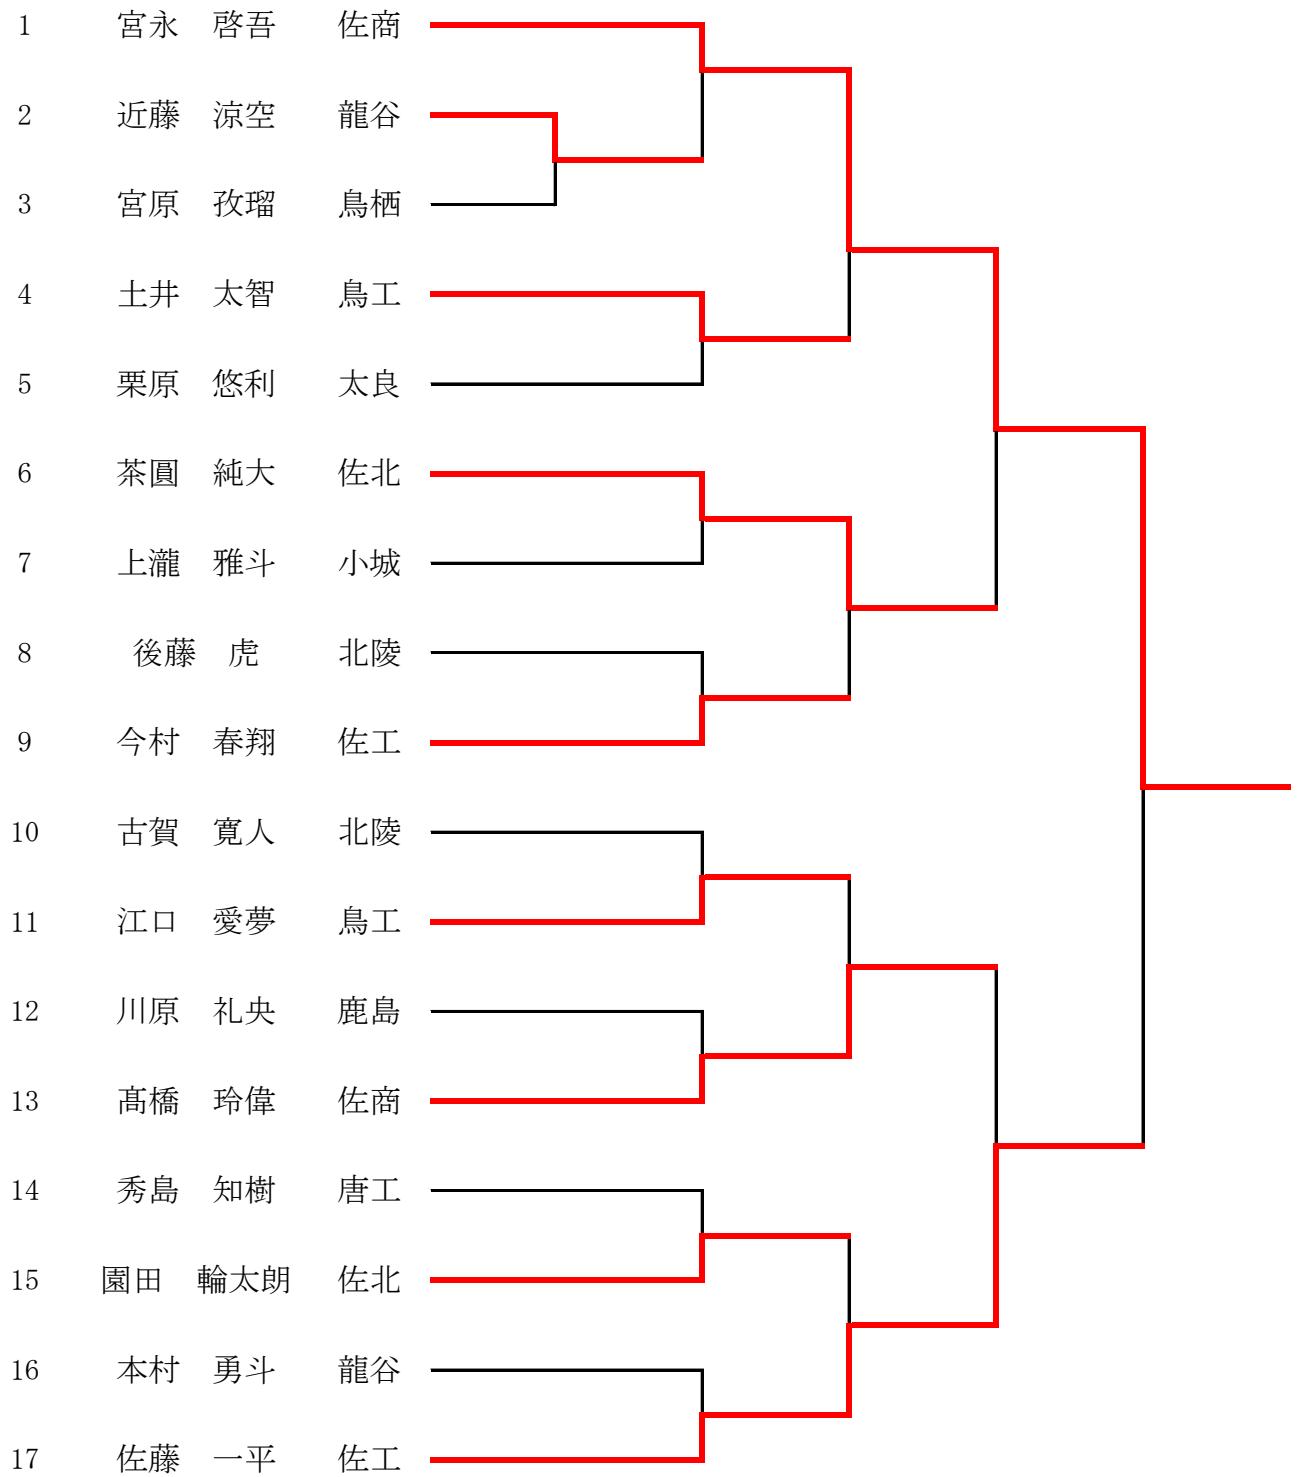 1 宮永 啓吾 佐商
2 近藤 涼空 龍谷
3 宮原 孜瑠 鳥栖
4 土井 太智 鳥工
5 栗原 悠利 太良
6 茶圓 純大 佐北
7 上瀧 雅斗 小城
8 後藤 虎 北陵
9 今村 春翔 佐工
10 古賀 寛人 北陵
11 江口 愛夢 鳥工
12 川原 礼央 鹿島
13 髙橋 玲偉 佐商
14 秀島 知樹 唐工
15 園田 輪太朗 佐北
16 本村 勇斗 龍谷
17 佐藤 一平 佐工